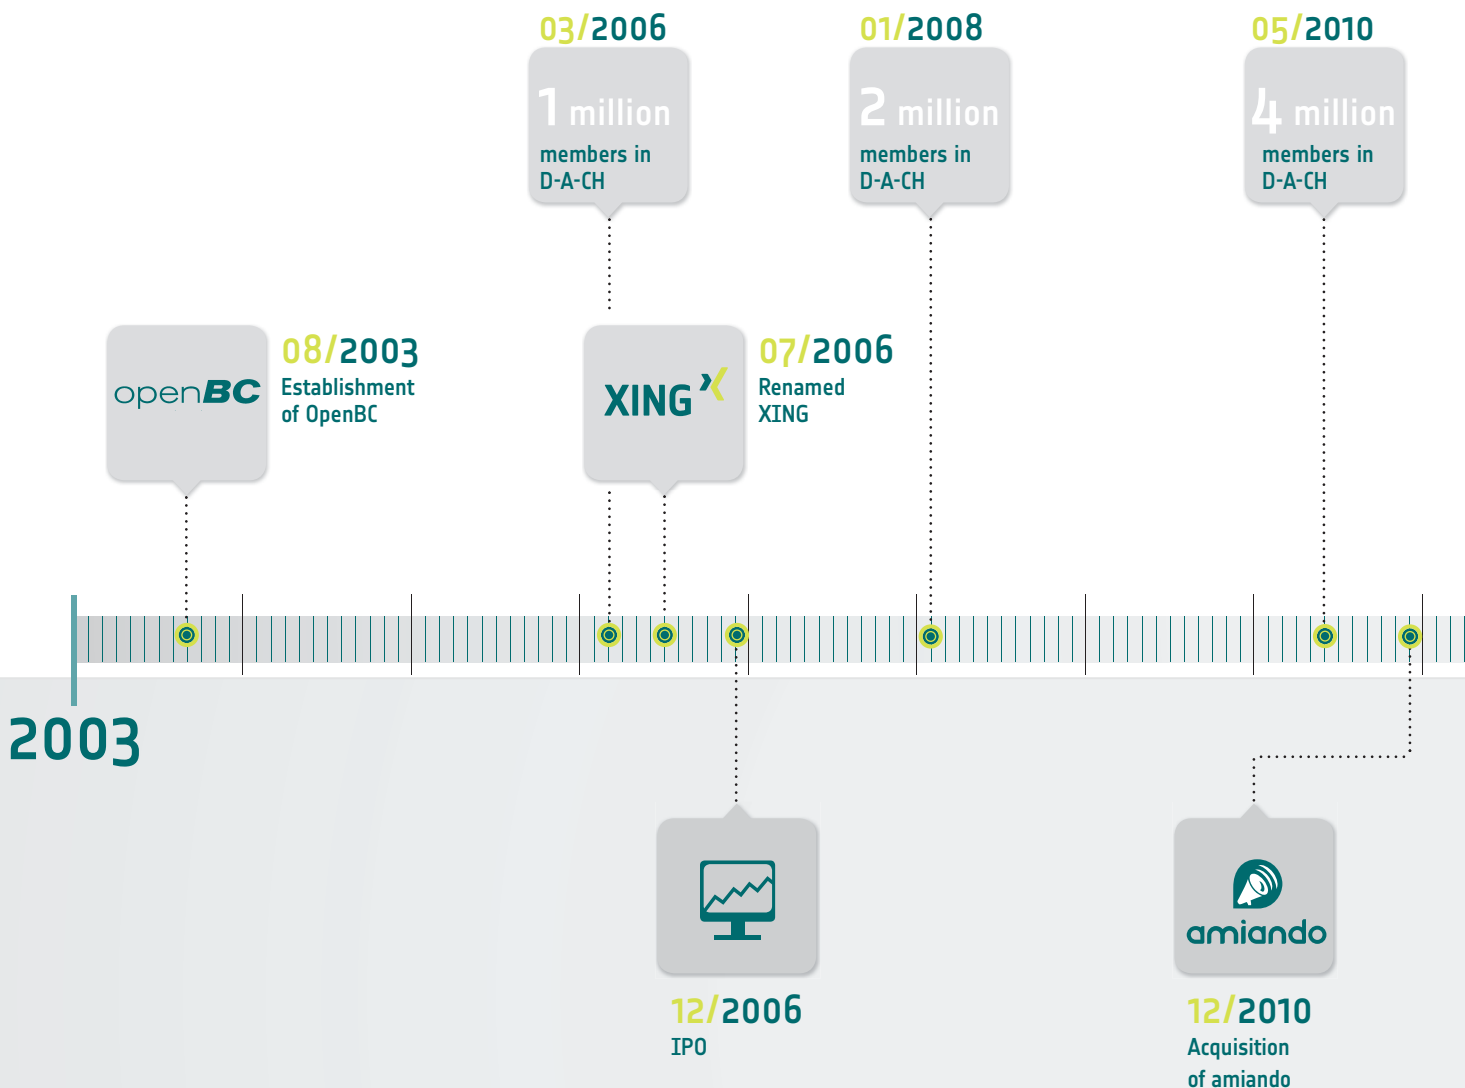 03/2006
1 million
members in
D-A-CH
01/2008
2 million
members in
D-A-CH
05/2010
4 million
members in
D-A-CH
openBC
08/2003
Establishment
of OpenBC
XING
07/2006
Renamed
XING
2003
12/2006
IPO
amiando
12/2010
Acquisition
of amiando